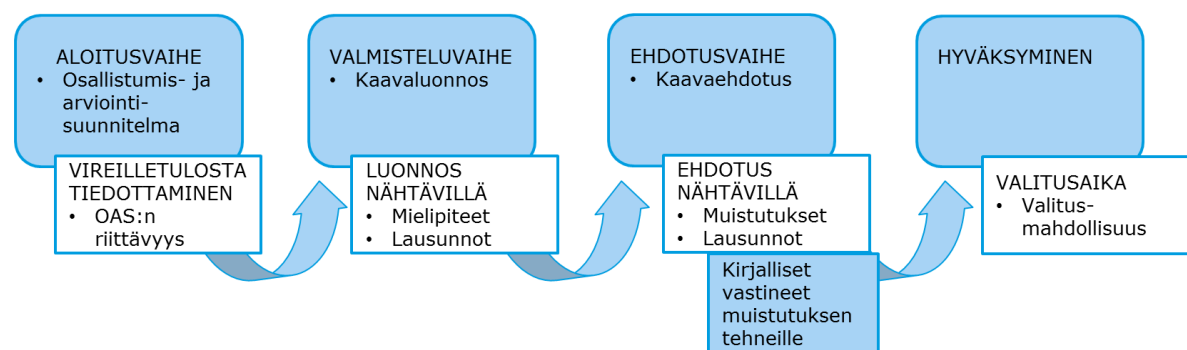 ALOITUSVAIHE
• Osallistumis- ja
arviointi-
suunnitelma
VIREILLETULOSTA
TIEDOTTAMINEN
• OAS:n
riittävyys
VALMISTELUVAIHE
• Kaavaluonnos
LUONNOS
NÄHTÄVILLÄ
• Mielipiteet
• Lausunnot
EHDOTUSVAIHE
• Kaavaehdotus
EHDOTUS
NÄHTÄVILLÄ
• Muistutukset
• Lausunnot
Kirjalliset
vastineet
muistutuksen
tehneille
HYVÄKSYMINEN
VALITUSAIKA
• Valitus-
mahdollisuus